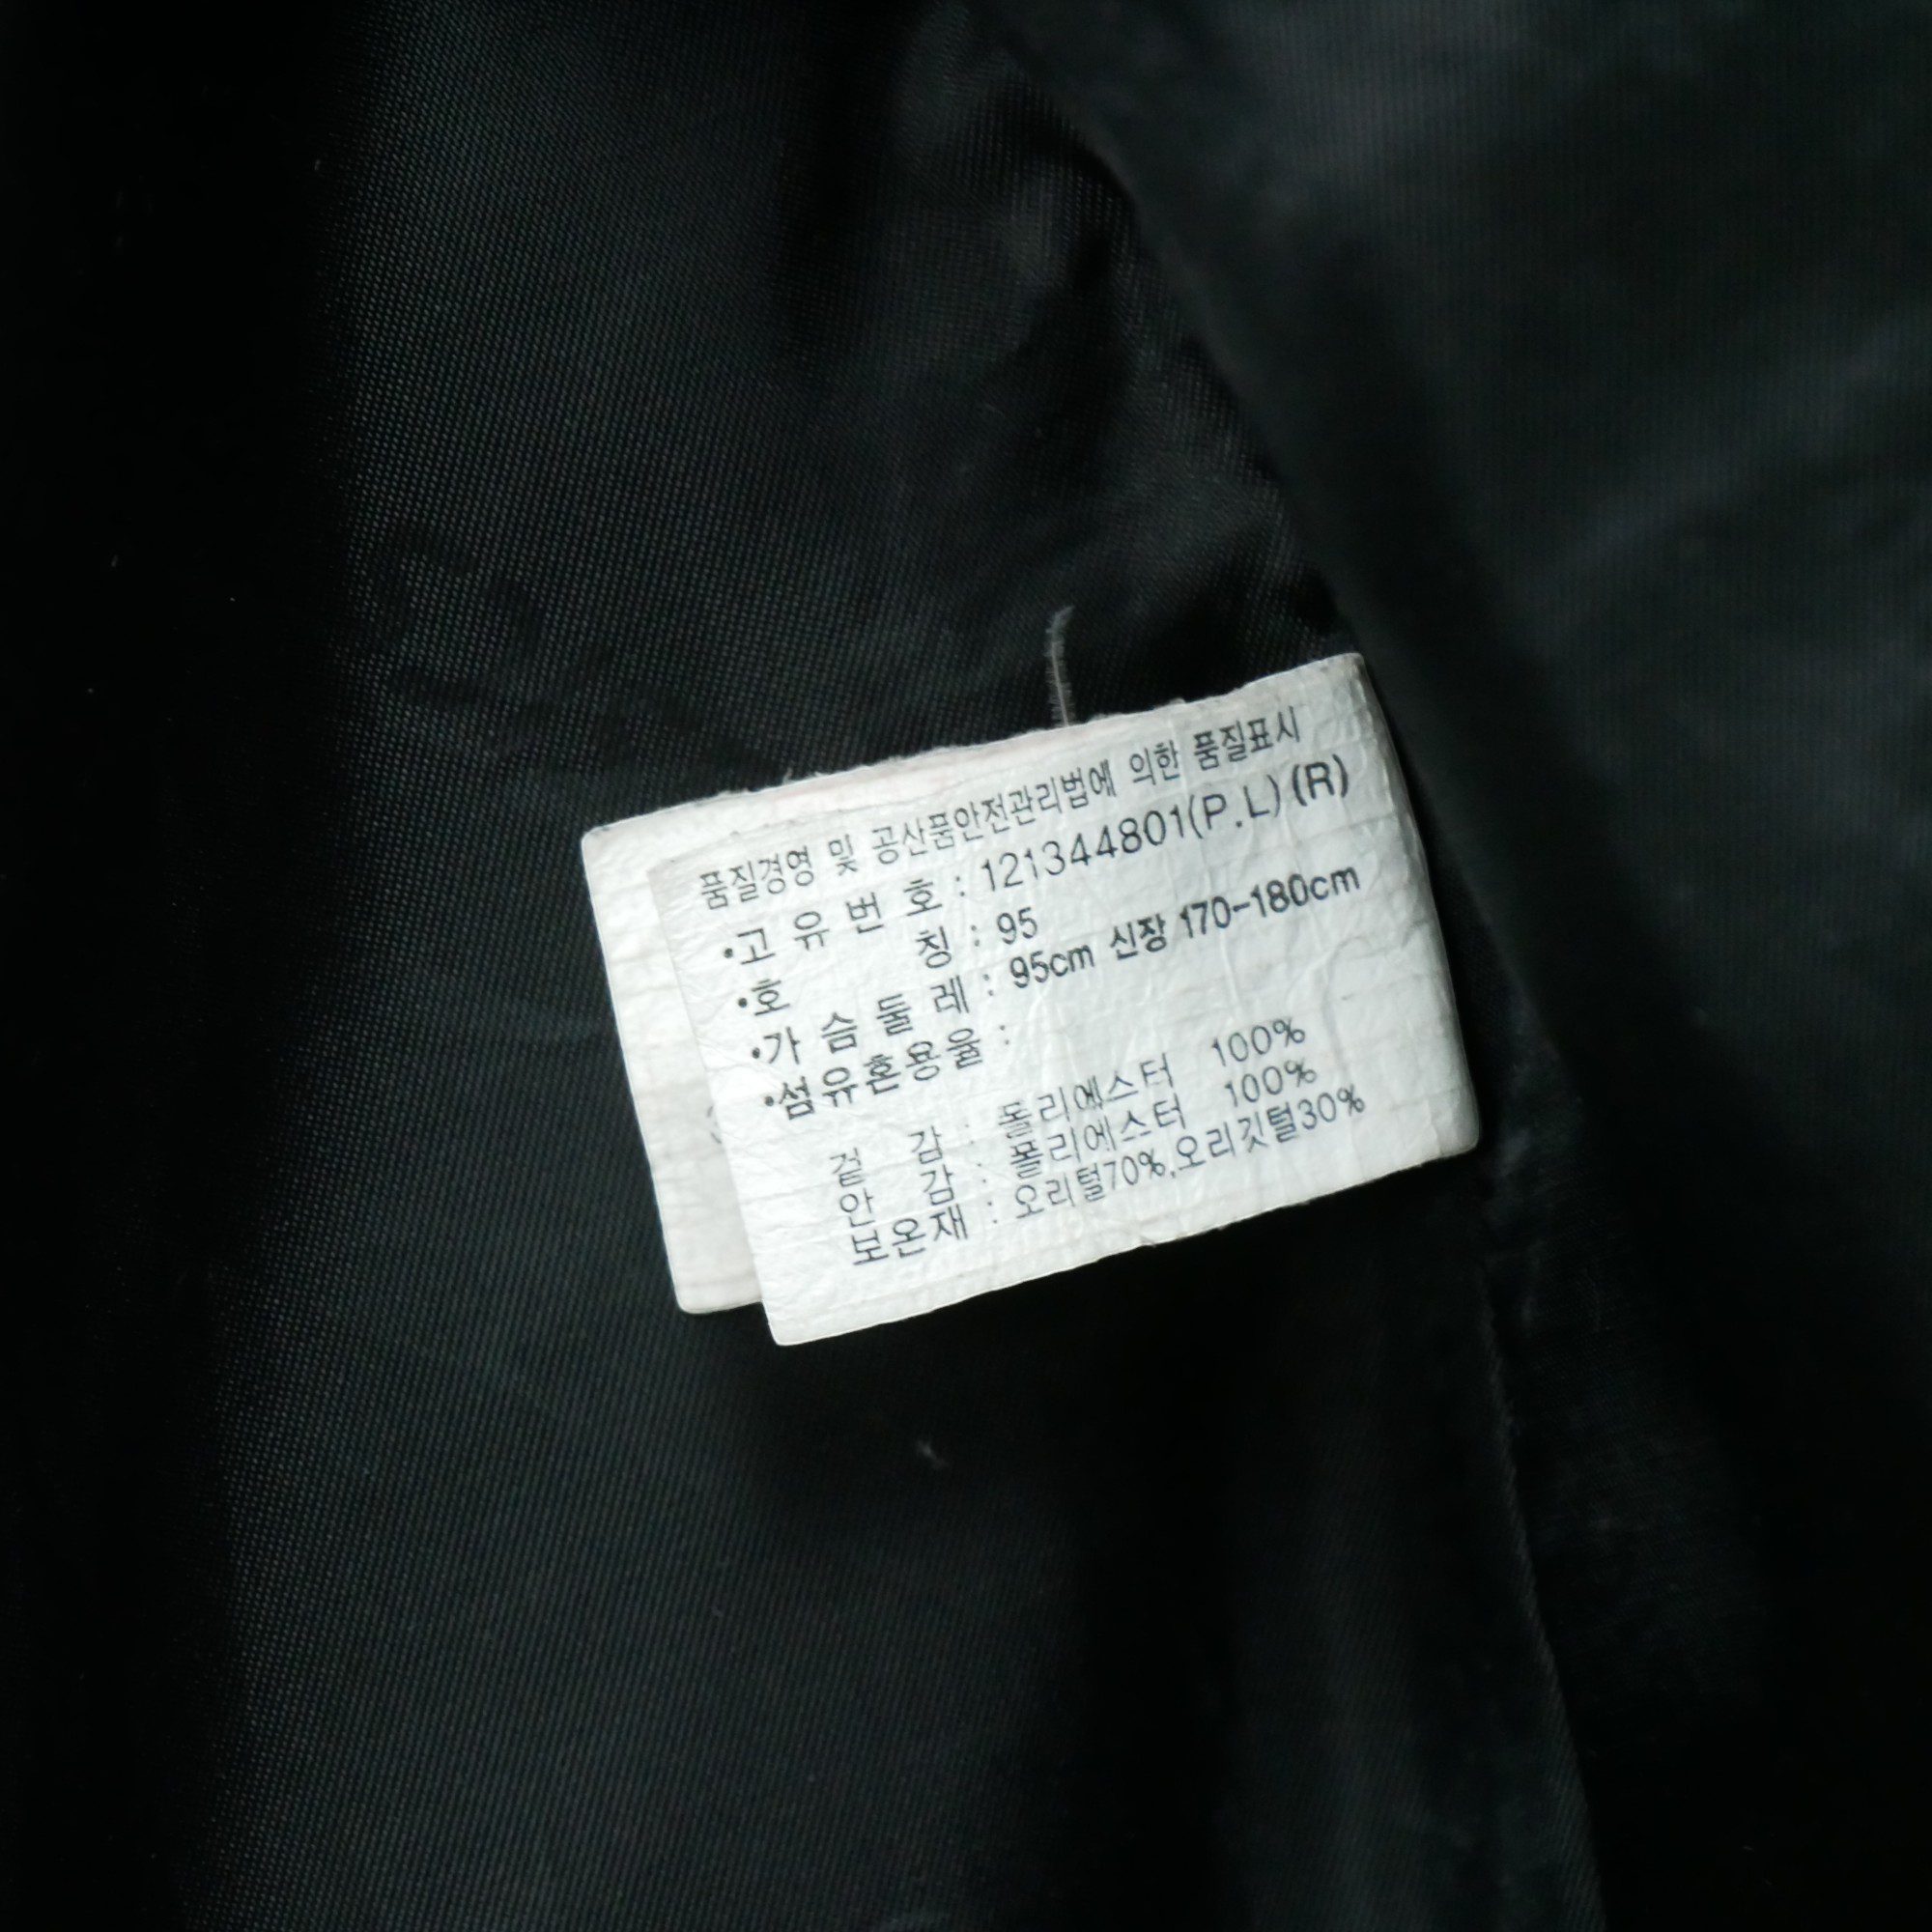 품질경영 및 공산품안전관리법에 의한 품질표시
•고 유 번 호 : 121344801(P.L)(R)
•호 칭 : 95
•가 슴 둘 레 : 95cm 신장 170-180cm
•섬유혼용율 :
겉 감 : 폴리에스터 100%
안 감 : 폴리에스터 100%
보온재 : 오리털70%,오리깃털30%